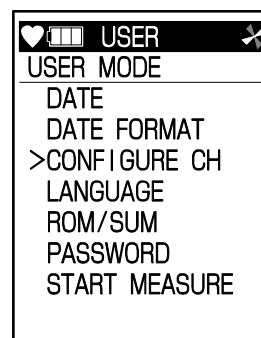 USER
USER MODE
DATE
DATE FORMAT
>CONFIGURE CH
LANGUAGE
ROM/SUM
PASSWORD
START MEASURE